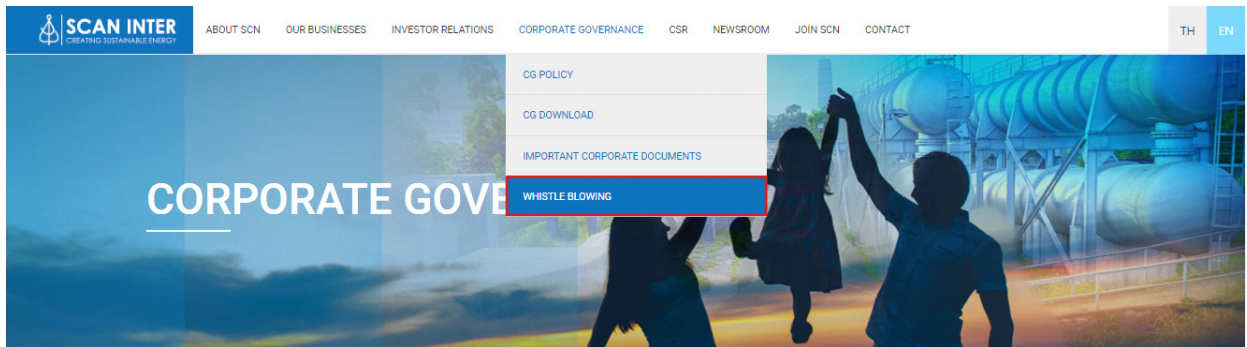 SCAN INTER
CREATING SUSTAINABLE ENERGY
ABOUT SCN OUR BUSINESSES INVESTOR RELATIONS CORPORATE GOVERNANCE CSR NEWSROOM JOIN SCN CONTACT TH EN
CG POLICY
CG DOWNLOAD
IMPORTANT CORPORATE DOCUMENTS
WHISTLE BLOWING
CORPORATE GOVE